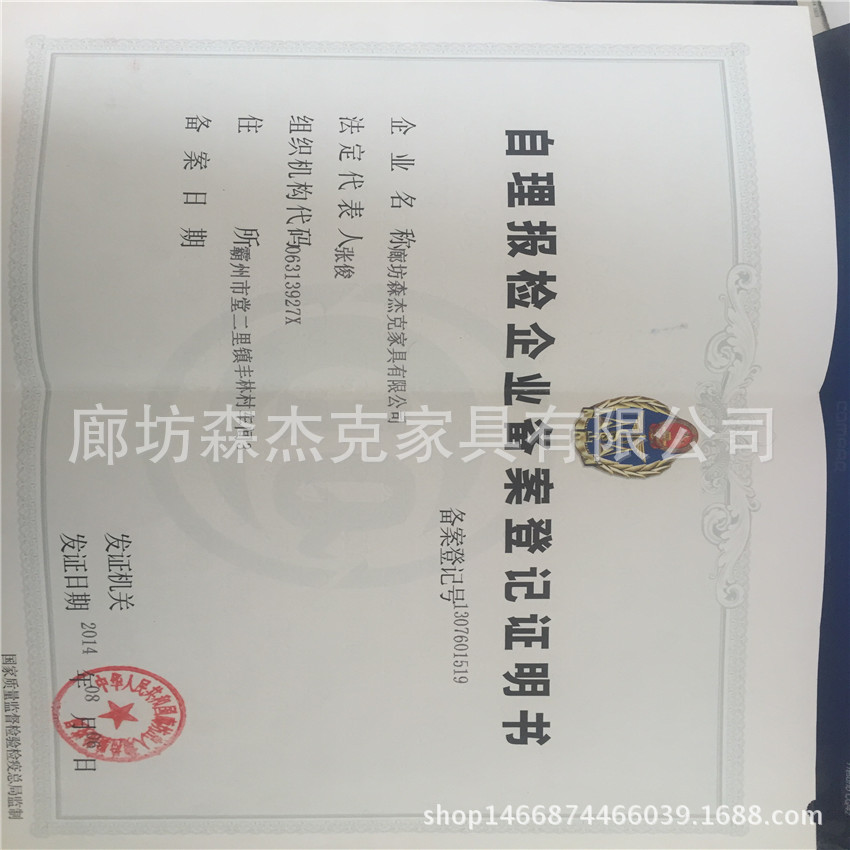 自理报检企业备案登记证明书
备案登记号1307601519
企业名称廊坊森杰克家具有限公司
法定代表人张俊
组织机构代码06313927X
住所霸州市堂二里镇丰林村
备案日期
发证机关
发证日期 2014 年08 月 日
国家质量监督检验检疫总局监制
廊坊森杰克家具有限公司
shop1466874466039.1688.com